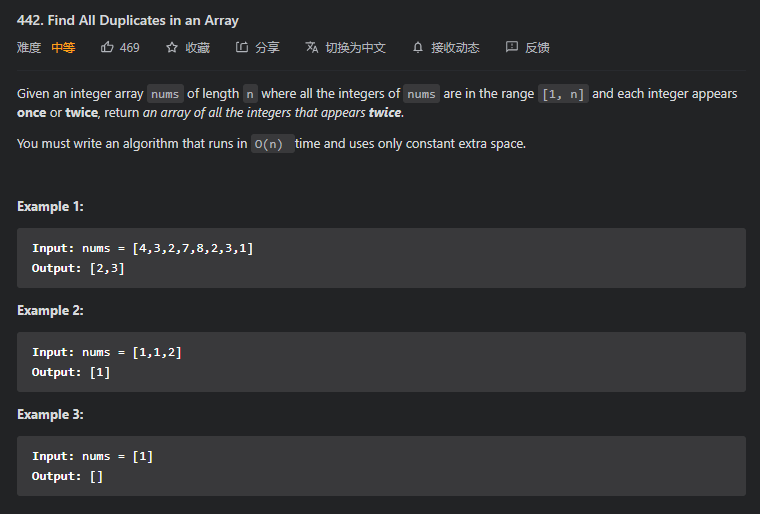 442. Find All Duplicates in an Array
难度 中等 469 收藏 分享 切换为中文 接收动态 反馈
Given an integer array nums of length n where all the integers of nums are in the range [1, n] and each integer appears
once or twice, return an array of all the integers that appears twice.
You must write an algorithm that runs in O(n) time and uses only constant extra space.
Example 1:
Input: nums = [4,3,2,7,8,2,3,1]
Output: [2,3]
Example 2:
Input: nums = [1,1,2]
Output: [1]
Example 3:
Input: nums = [1]
Output: []